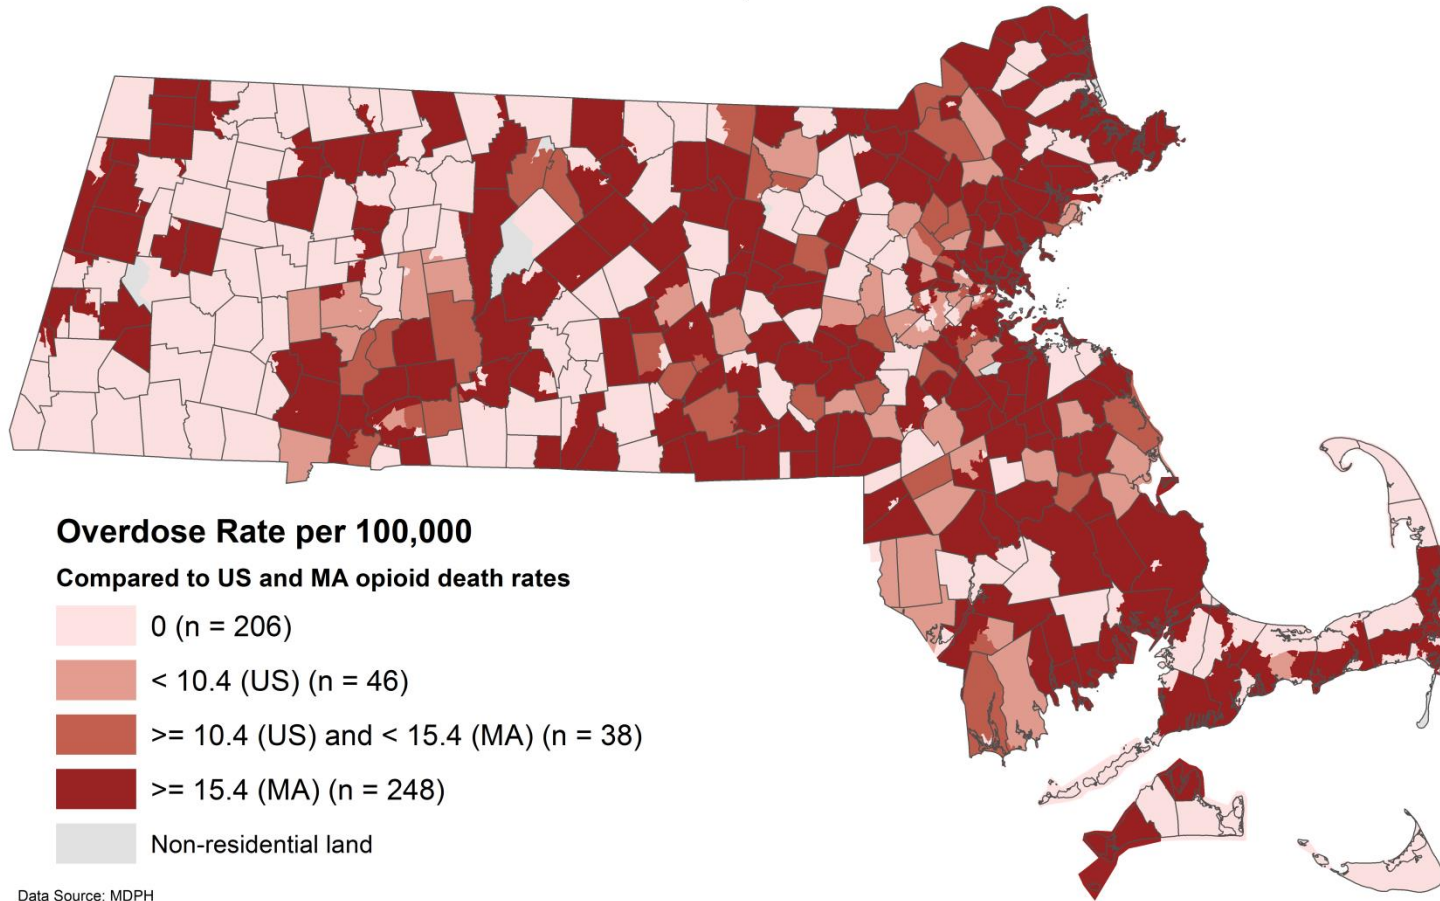 Overdose Rate per 100,000
Compared to US and MA opioid death rates
0 (n = 206)
< 10.4 (US) (n = 46)
>= 10.4 (US) and < 15.4 (MA) (n = 38)
>= 15.4 (MA) (n = 248)
Non-residential land
Data Source: MDPH